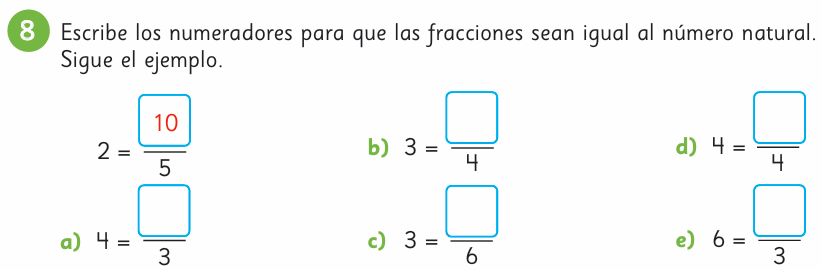 8 Escribe los numeradores para que las fracciones sean igual al número natural.
Sigue el ejemplo.
2 = 10/5
b) 3 = /4
d) 4 = /4
a) 4 = /3
c) 3 = /6
e) 6 = /3